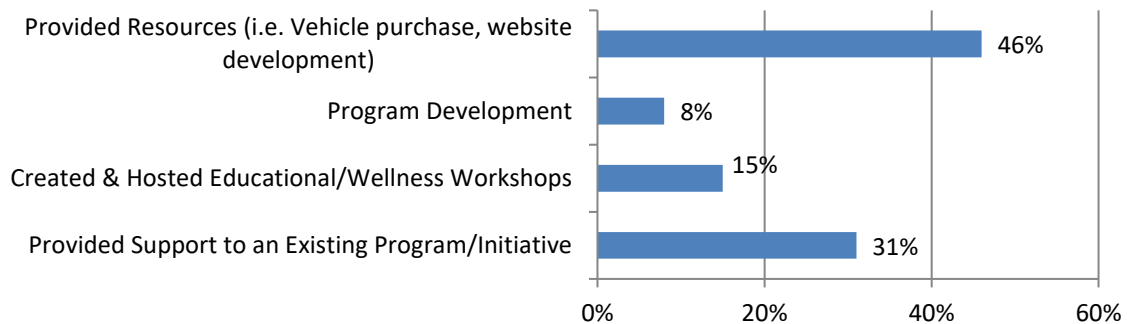 Provided Resources (i.e. Vehicle purchase, website
development)
46%
Program Development
8%
Created & Hosted Educational/Wellness Workshops
15%
Provided Support to an Existing Program/Initiative
31%
0%
20%
40%
60%